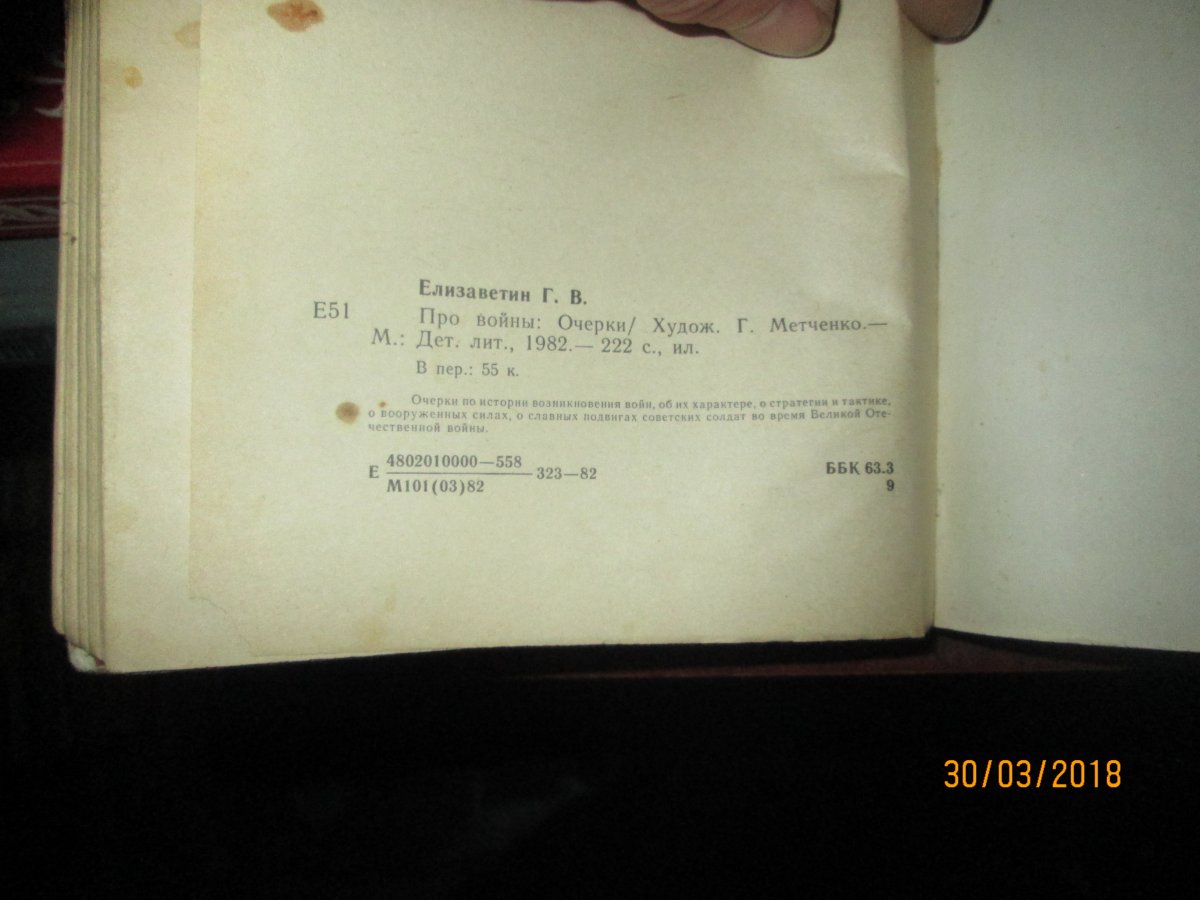 Елизаветин Г. В.
Е51 Про войны: Очерки/ Худож. Г. Метченко.—
М.: Дет. лит., 1982.— 222 с., ил.
В пер.: 55 к.
Очерки по истории возникновения войн, об их характере, о стратегии и тактике,
о вооруженных силах, о славных подвигах советских солдат во время Великой Оте-
чественной войны.
Е 4802010000—558 323—82
М101(03)82
ББК 63.3
9
30/03/2018